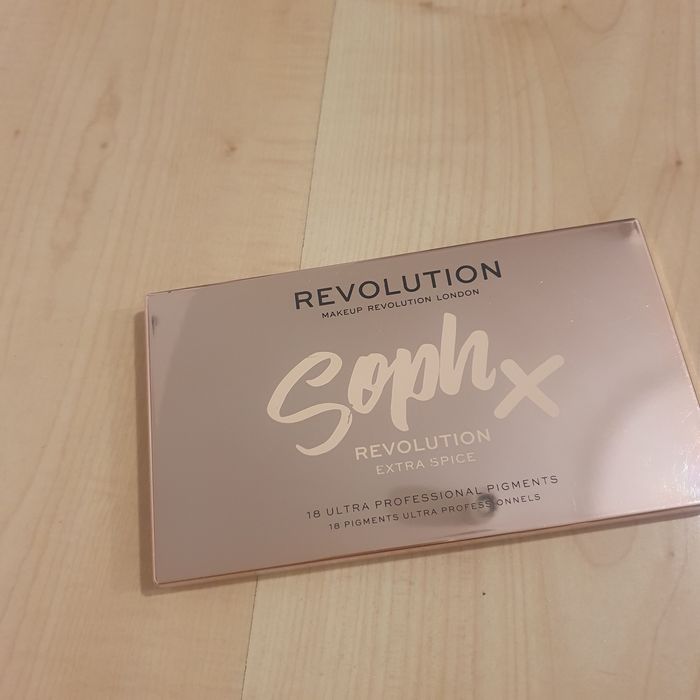 REVOLUTION
MAKEUP REVOLUTION LONDON
Soph X
REVOLUTION
EXTRA SPICE
18 ULTRA PROFESSIONAL PIGMENTS
18 PIGMENTS ULTRA PROFESSIONNELS